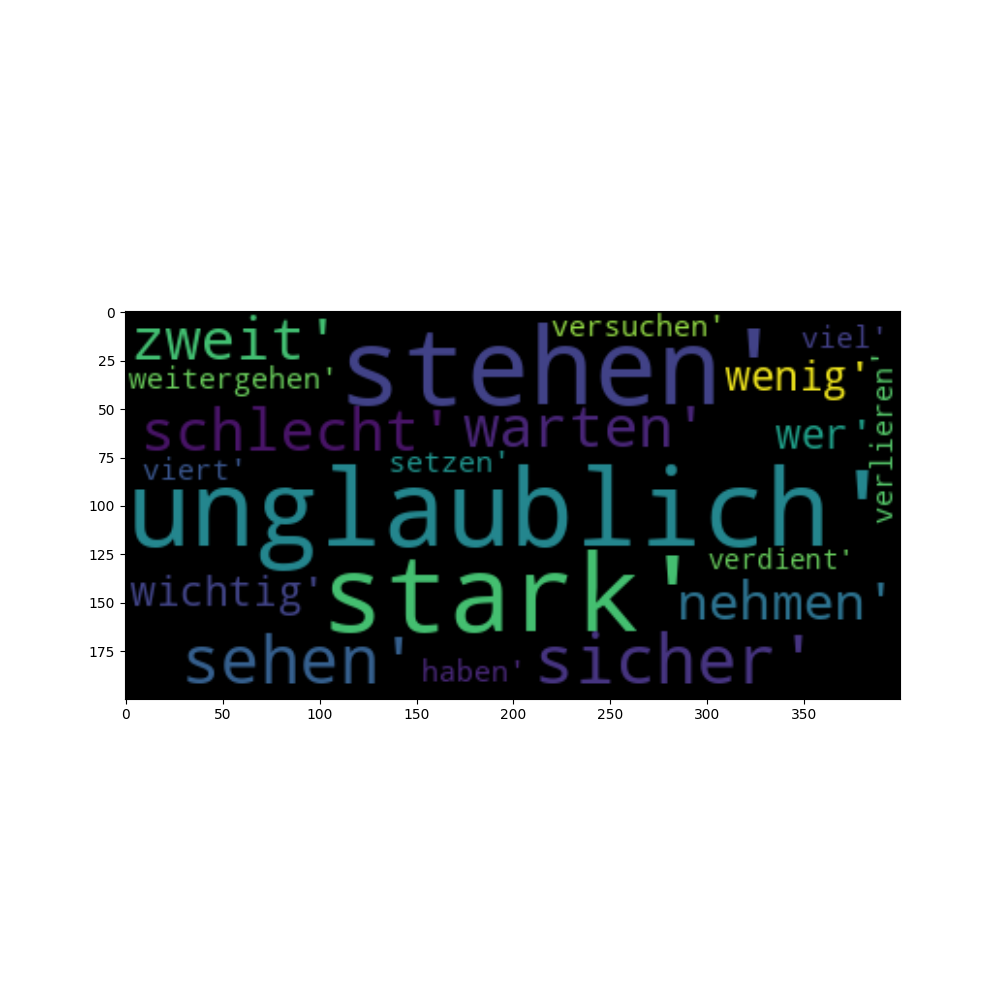 0
25
50
75
100
125
150
175
zweit'
versuchen'
viel'
stehen'
weitergehen'
wenig'
verlieren'
schlecht'
warten'
wer'
viert'
setzen'
unglaublich'
stark'
verdient'
wichtig'
nehmen'
sehen'
haben'
sicher'
0 50 100 150 200 250 300 350